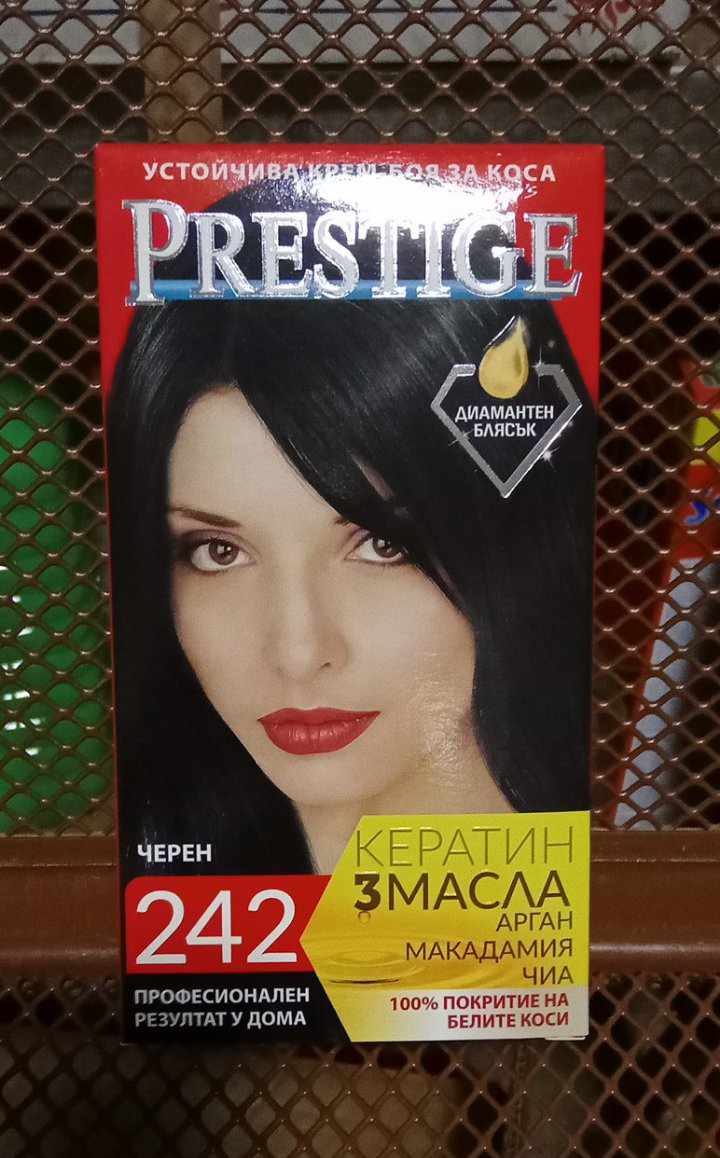 УСТОЙЧИВА КРЕМ-БОЯ ЗА КОСА
PRESTIGE
ДИАМАНТЕН
БЛЯСЪК
ЧЕРЕН
242
ПРОФЕСИОНАЛЕН
РЕЗУЛТАТ У ДОМА
КЕРАТИН
3 МАСЛА
АРГАН
МАКАДАМИЯ
ЧИА
100% ПОКРИТИЕ НА
БЕЛИТЕ КОСИ